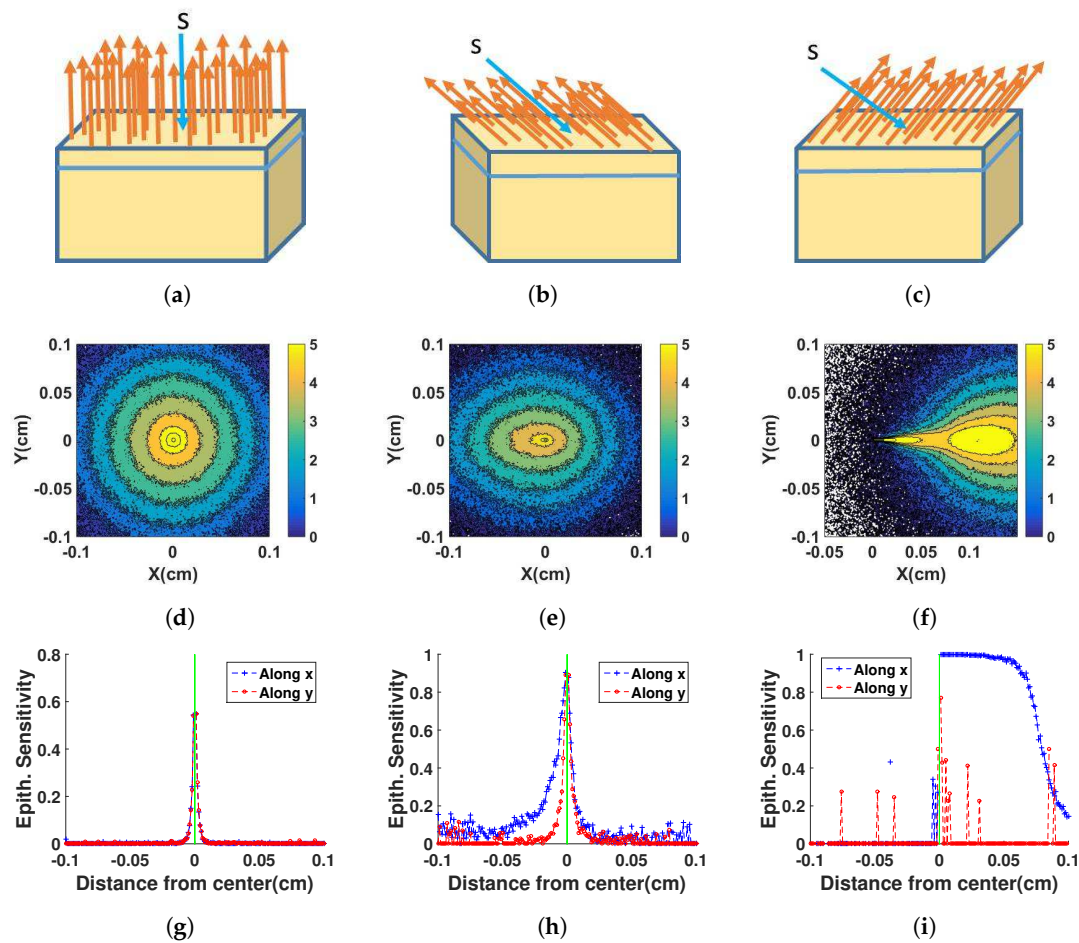 S
S
S
(a)
(b)
(c)
0.1
0.05
0
-0.05
-0.1
Y(cm)
-0.1
0
0.1
X(cm)
5
4
3
2
1
0
0.1
0.05
0
-0.05
-0.1
Y(cm)
-0.1
0
0.1
X(cm)
5
4
3
2
1
0
0.1
0.05
0
-0.05
-0.1
Y(cm)
-0.05
0
0.05
0.1
X(cm)
5
4
3
2
1
0
(d)
(e)
(f)
0.8
0.6
0.4
0.2
0
Epith. Sensitivity
Along x
Along y
-0.1
-0.05
0
0.05
0.1
Distance from center(cm)
1
0.8
0.6
0.4
0.2
0
Epith. Sensitivity
Along x
Along y
-0.1
-0.05
0
0.05
0.1
Distance from center(cm)
1
0.8
0.6
0.4
0.2
0
Epith. Sensitivity
Along x
Along y
-0.1
-0.05
0
0.05
0.1
Distance from center(cm)
(g)
(h)
(i)